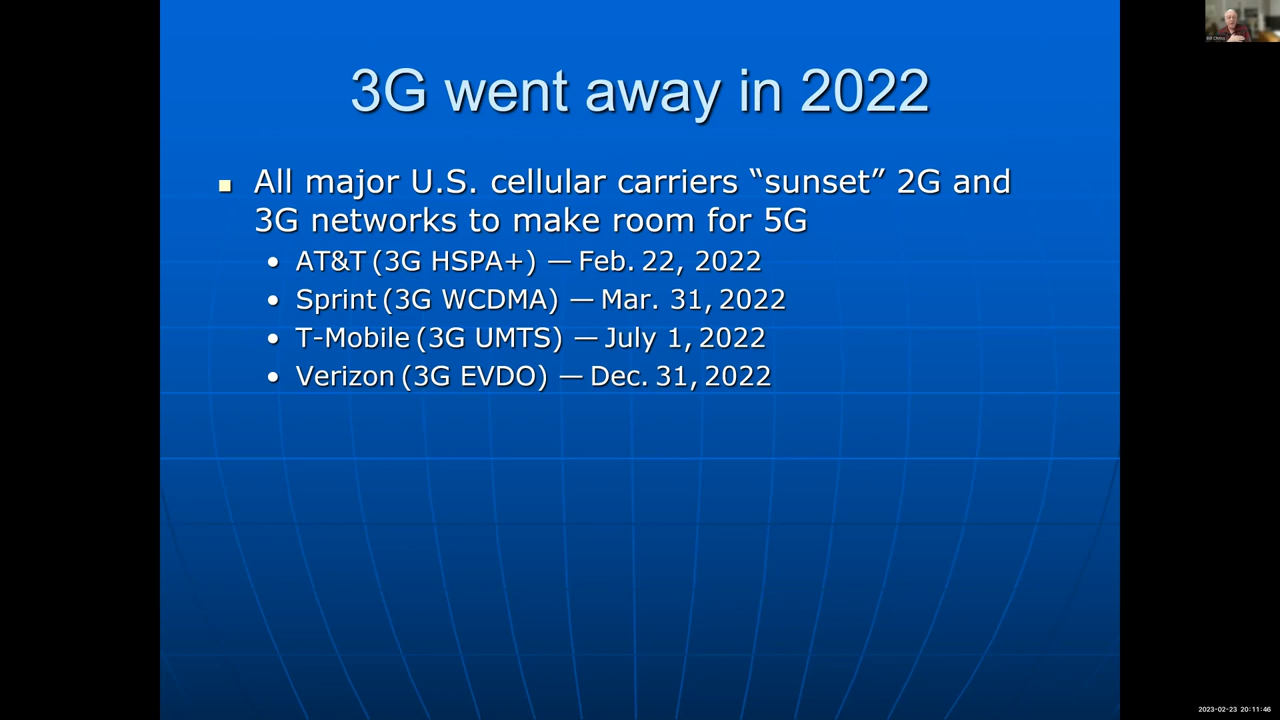 3G went away in 2022
All major U.S. cellular carriers “sunset” 2G and
3G networks to make room for 5G
AT&T (3G HSPA+) — Feb. 22, 2022
Sprint (3G WCDMA) — Mar. 31, 2022
T-Mobile (3G UMTS) — July 1, 2022
Verizon (3G EVDO) — Dec. 31, 2022
2023-02-23 20:11:46